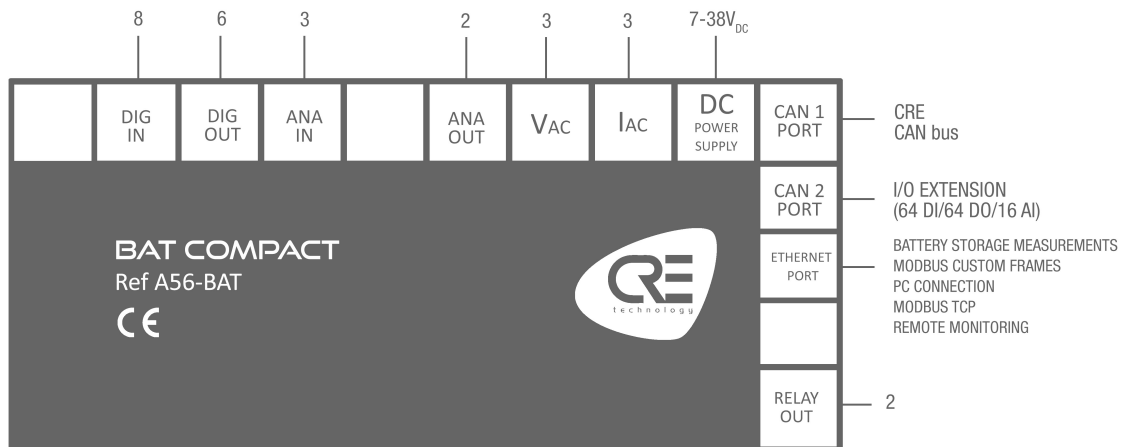 8
6
3
2
3
3
7-38VDC
DIG
IN
DIG
OUT
ANA
IN
ANA
OUT
VAC
IAC
DC
POWER
SUPPLY
CAN 1
PORT
CRE
CAN bus
CAN 2
PORT
I/O EXTENSION
(64 DI/64 DO/16 AI)
ETHERNET
PORT
BATTERY STORAGE MEASUREMENTS
MODBUS CUSTOM FRAMES
PC CONNECTION
MODBUS TCP
REMOTE MONITORING
BAT COMPACT
Ref A56-BAT
CE
CRE
technology
RELAY
OUT
2